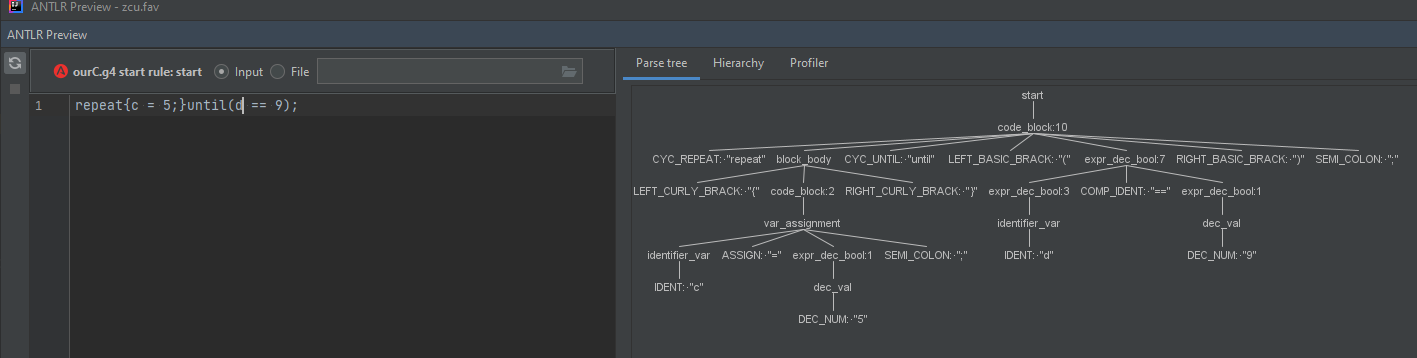 ANTLR Preview - zcu.fav
ANTLR Preview
ourC.g4 start rule: start Input File
1 repeat{c = 5;}until(d == 9);
Parse tree Hierarchy Profiler
start
code_block:10
CYC_REPEAT:·"repeat" block_body CYC_UNTIL:·"until" LEFT_BASIC_BRACK:·"(" expr_dec_bool:7 RIGHT_BASIC_BRACK:·")" SEMI_COLON:·";"
LEFT_CURLY_BRACK:·"{" code_block:2 RIGHT_CURLY_BRACK:·"}" expr_dec_bool:3 COMP_IDENT:·"==" expr_dec_bool:1
var_assignment identifier_var dec_val
identifier_var ASSIGN:·"=" expr_dec_bool:1 SEMI_COLON:·";" IDENT:·"d" DEC_NUM:·"9"
IDENT:·"c" dec_val
DEC_NUM:·"5"